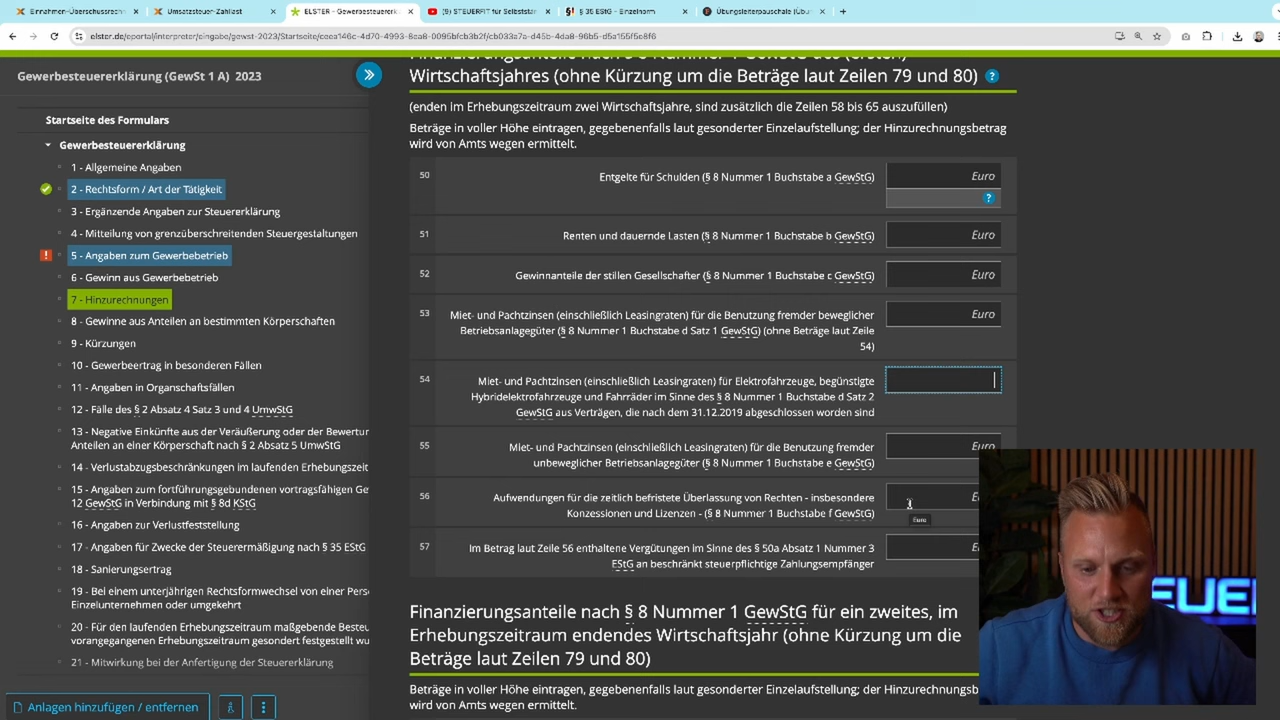 Einnahmen-Überschussrechn
Umsatzsteuer-Zahllast
ELSTER - Gewerbesteuererk
(9) STEUERFIT für Selbststän
§ 35 EStG - Einzelnorm
Übungsleiterpauschale (Übu
elster.de/eportal/interpreter/eingabe/gewst-2023/Startseite/
Gewerbesteuererklärung (GewSt 1 A) 2023
Startseite des Formulars
Gewerbesteuererklärung
1 - Allgemeine Angaben
2 - Rechtsform / Art der Tätigkeit
3 - Ergänzende Angaben zur Steuererklärung
4 - Mitteilung von grenzüberschreitenden Steuergestaltungen
5 - Angaben zum Gewerbebetrieb
6 - Gewinn aus Gewerbebetrieb
7 - Hinzurechnungen
8 - Gewinne aus Anteilen an bestimmten Körperschaften
9 - Kürzungen
10 - Gewerbeertrag in besonderen Fällen
11 - Angaben in Organschaftsfällen
12 - Fälle des § 2 Absatz 4 Satz 3 und 4 UmwStG
13 - Negative Einkünfte aus der Veräußerung oder der Bewertur
Anteilen an einer Körperschaft nach § 2 Absatz 5 UmwStG
14 - Verlustabzugsbeschränkungen im laufenden Erhebungszeit
15 - Angaben zum fortführungsgebundenen vortragsfähigen Ge
12 GewStG in Verbindung mit § 8d KStG
16 - Angaben zur Verlustfeststellung
17 - Angaben für Zwecke der Steuerermäßigung nach § 35 EStG
18 - Sanierungsertrag
19 - Bei einem unterjährigen Rechtsformwechsel von einer Pers
Einzelunternehmen oder umgekehrt
20 - Für den laufenden Erhebungszeitraum maßgebende Besteu
vorangegangenen Erhebungszeitraum gesondert festgestellt wu
21 - Mitwirkung bei der Anfertigung der Steuererklärung
Anlagen hinzufügen / entfernen
Finanzierungsanteile nach § 8 Nummer 1 GewStG des (ersten)
Wirtschaftsjahres (ohne Kürzung um die Beträge laut Zeilen 79 und 80) ?
(enden im Erhebungszeitraum zwei Wirtschaftsjahre, sind zusätzlich die Zeilen 58 bis 65 auszufüllen)
Beträge in voller Höhe eintragen, gegebenenfalls laut gesonderter Einzelaufstellung; der Hinzurechnungsbetrag
wird von Amts wegen ermittelt.
50 Entgelte für Schulden (§ 8 Nummer 1 Buchstabe a GewStG) Euro
?
51 Renten und dauernde Lasten (§ 8 Nummer 1 Buchstabe b GewStG) Euro
52 Gewinnanteile der stillen Gesellschafter (§ 8 Nummer 1 Buchstabe c GewStG) Euro
53 Miet- und Pachtzinsen (einschließlich Leasingraten) für die Benutzung fremder beweglicher Euro
Betriebsanlagegüter (§ 8 Nummer 1 Buchstabe d Satz 1 GewStG) (ohne Beträge laut Zeile
54)
54 Miet- und Pachtzinsen (einschließlich Leasingraten) für Elektrofahrzeuge, begünstigte
Hybridelektrofahrzeuge und Fahrräder im Sinne des § 8 Nummer 1 Buchstabe d Satz 2
GewStG aus Verträgen, die nach dem 31.12.2019 abgeschlossen worden sind
55 Miet- und Pachtzinsen (einschließlich Leasingraten) für die Benutzung fremder Euro
unbeweglicher Betriebsanlagegüter (§ 8 Nummer 1 Buchstabe e GewStG)
56 Aufwendungen für die zeitlich befristete Überlassung von Rechten - insbesondere E
Konzessionen und Lizenzen - (§ 8 Nummer 1 Buchstabe f GewStG)
Euro
57 Im Betrag laut Zeile 56 enthaltene Vergütungen im Sinne des § 50a Absatz 1 Nummer 3 E
EStG an beschränkt steuerpflichtige Zahlungsempfänger
Finanzierungsanteile nach § 8 Nummer 1 GewStG für ein zweites, im
Erhebungszeitraum endendes Wirtschaftsjahr (ohne Kürzung um die
Beträge laut Zeilen 79 und 80)
Beträge in voller Höhe eintragen, gegebenenfalls laut gesonderter Einzelaufstellung; der Hinzurechnungsb
wird von Amts wegen ermittelt.
EUE